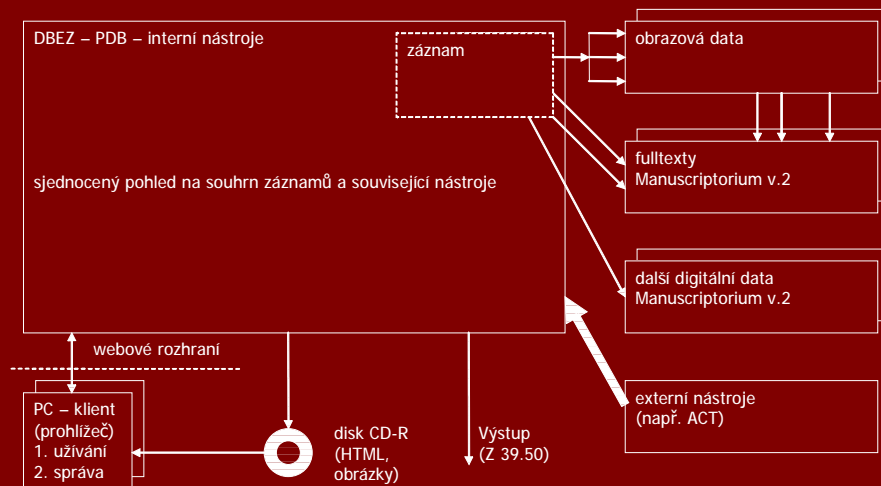 DBEZ – PDB – interní nástroje
záznam
sjednocený pohled na souhrn záznamů a související nástroje
obrazová data
fulltexty
Manuscriptorium v.2
další digitální data
Manuscriptorium v.2
externí nástroje
(např. ACT)
webové rozhraní
PC – klient
(prohlížeč)
1. užívání
2. správa
disk CD-R
(HTML,
obrázky)
Výstup
(Z 39.50)